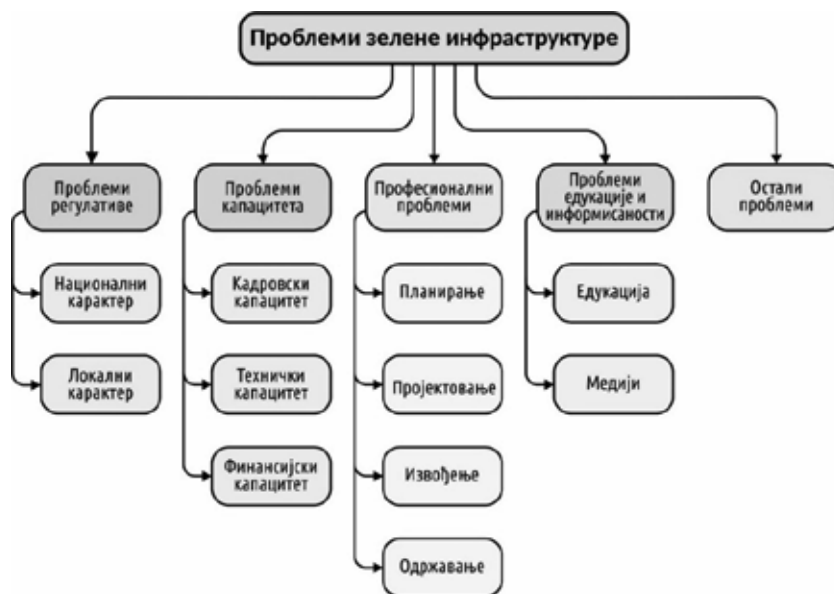 Проблеми зелене инфраструктуре
Проблеми
регулативе
Национални
карактер
Локални
карактер
Проблеми
капацитета
Кадровски
капацитет
Технички
капацитет
Финансијски
капацитет
Професионални
проблеми
Планирање
Пројектовање
Извођење
Одржавање
Проблеми
едукације и
информисаности
Едукација
Медији
Остали
проблеми